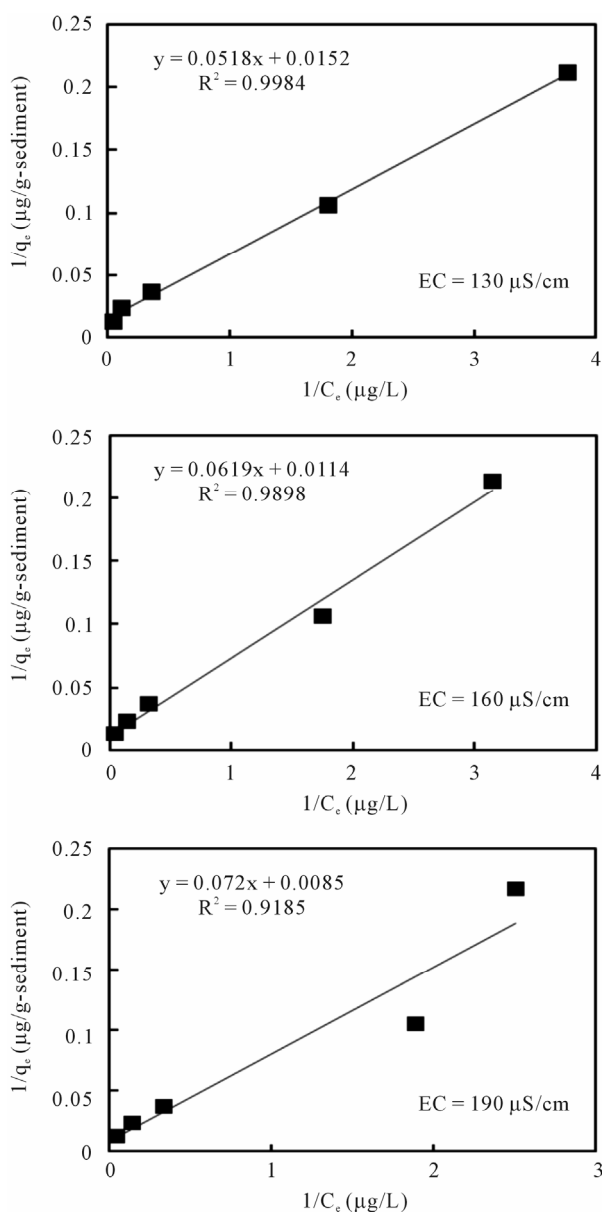 0.25
y = 0.0518x + 0.0152
R² = 0.9984
0.2
0.15
0.1
0.05
0
1/qₑ (µg/g-sediment)
EC = 130 µS/cm
0 1 2 3 4
1/Cₑ (µg/L)
0.25
y = 0.0619x + 0.0114
R² = 0.9898
0.2
0.15
0.1
0.05
0
1/qₑ (µg/g-sediment)
EC = 160 µS/cm
0 1 2 3 4
1/Cₑ (µg/L)
0.25
y = 0.072x + 0.0085
R² = 0.9185
0.2
0.15
0.1
0.05
0
1/qₑ (µg/g-sediment)
EC = 190 µS/cm
0 1 2 3
1/Cₑ (µg/L)